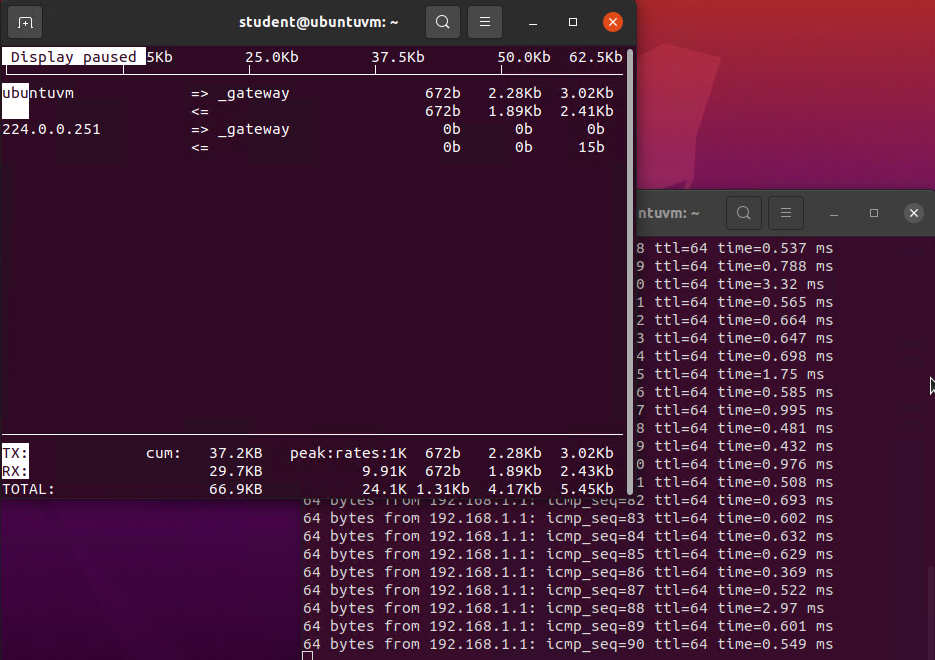 student@ubuntuvm: ~
Display paused 5Kb 25.0Kb 37.5Kb 50.0Kb 62.5Kb
ubuntuvm => _gateway 672b 2.28Kb 3.02Kb
<= 672b 1.89Kb 2.41Kb
224.0.0.251 => _gateway 0b 0b 0b
<= 0b 0b 15b
TX: cum: 37.2KB peak:rates:1K 672b 2.28Kb 3.02Kb
RX: 29.7KB 9.91K 672b 1.89Kb 2.43Kb
TOTAL: 66.9KB 24.1K 1.31Kb 4.17Kb 5.45Kb
ntuvm: ~
8 ttl=64 time=0.537 ms
9 ttl=64 time=0.788 ms
0 ttl=64 time=3.32 ms
1 ttl=64 time=0.565 ms
2 ttl=64 time=0.664 ms
3 ttl=64 time=0.647 ms
4 ttl=64 time=0.698 ms
5 ttl=64 time=1.75 ms
6 ttl=64 time=0.585 ms
7 ttl=64 time=0.995 ms
8 ttl=64 time=0.481 ms
9 ttl=64 time=0.432 ms
0 ttl=64 time=0.976 ms
1 ttl=64 time=0.508 ms
64 bytes from 192.168.1.1: icmp_seq=82 ttl=64 time=0.693 ms
64 bytes from 192.168.1.1: icmp_seq=83 ttl=64 time=0.602 ms
64 bytes from 192.168.1.1: icmp_seq=84 ttl=64 time=0.632 ms
64 bytes from 192.168.1.1: icmp_seq=85 ttl=64 time=0.629 ms
64 bytes from 192.168.1.1: icmp_seq=86 ttl=64 time=0.369 ms
64 bytes from 192.168.1.1: icmp_seq=87 ttl=64 time=0.522 ms
64 bytes from 192.168.1.1: icmp_seq=88 ttl=64 time=2.97 ms
64 bytes from 192.168.1.1: icmp_seq=89 ttl=64 time=0.601 ms
64 bytes from 192.168.1.1: icmp_seq=90 ttl=64 time=0.549 ms